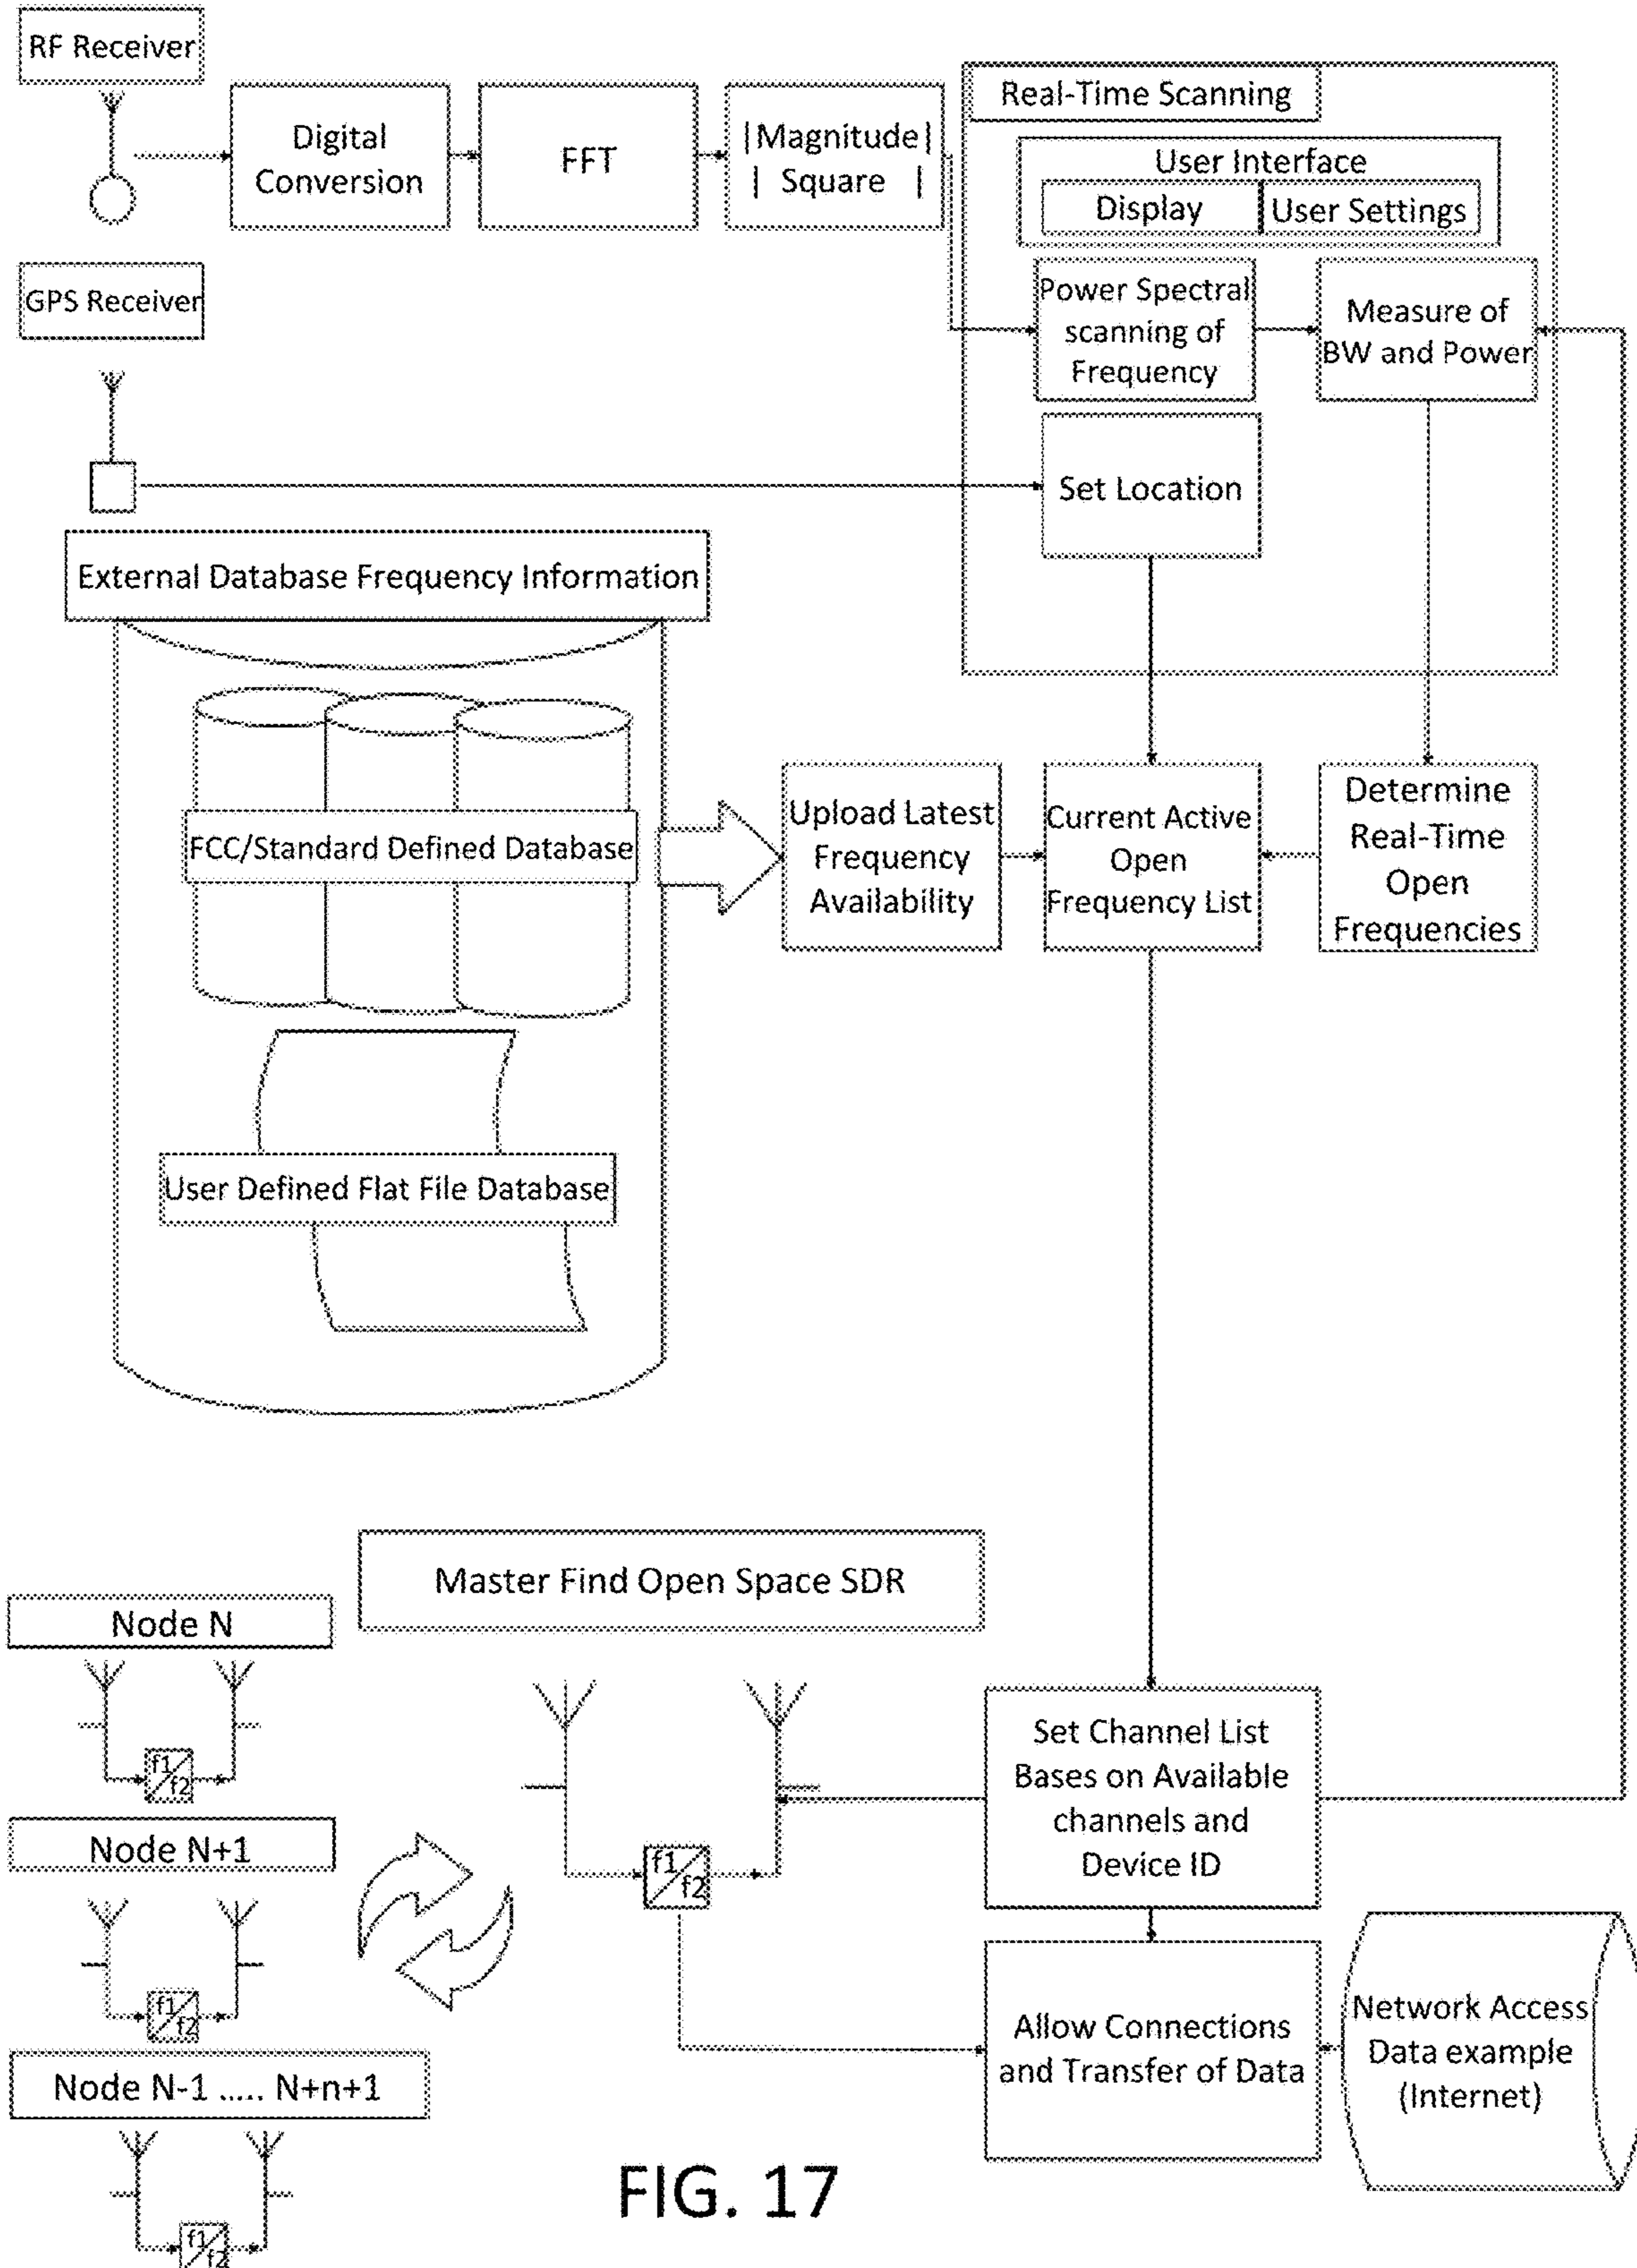 RF Receiver
Digital
Conversion
FFT
|Magnitude|
| Square |
Real-Time Scanning
User Interface
Display
User Settings
GPS Receiver
Power Spectral
scanning of
Frequency
Measure of
BW and Power
Set Location
External Database Frequency Information
FCC/Standard Defined Database
Upload Latest
Frequency
Availability
Current Active
Open
Frequency List
Determine
Real-Time
Open
Frequencies
User Defined Flat File Database
Master Find Open Space SDR
Node N
f1
f2
Node N+1
f1
f2
Node N-1 ..... N+n+1
f1
f2
f1
f2
Set Channel List
Bases on Available
channels and
Device ID
Allow Connections
and Transfer of Data
Network Access
Data example
(Internet)
FIG. 17